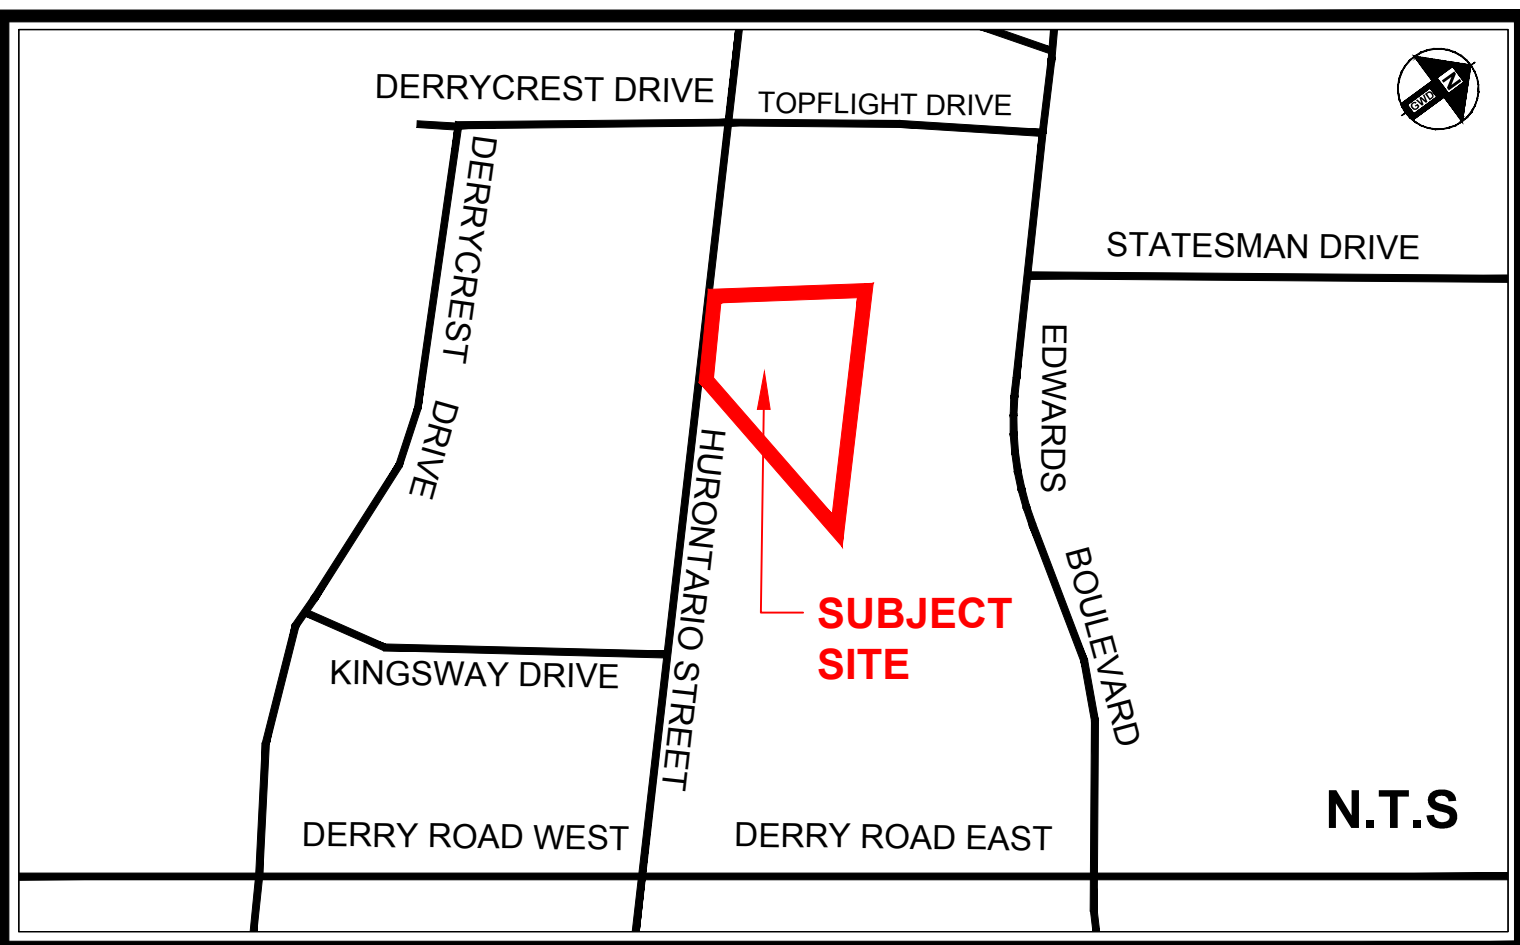 DERRYCREST DRIVE
TOPFLIGHT DRIVE
N
GWD
DERRYCREST DRIVE
STATESMAN DRIVE
EDWARDS BOULEVARD
HURONTARIO STREET
SUBJECT
SITE
KINGSWAY DRIVE
N.T.S
DERRY ROAD WEST
DERRY ROAD EAST